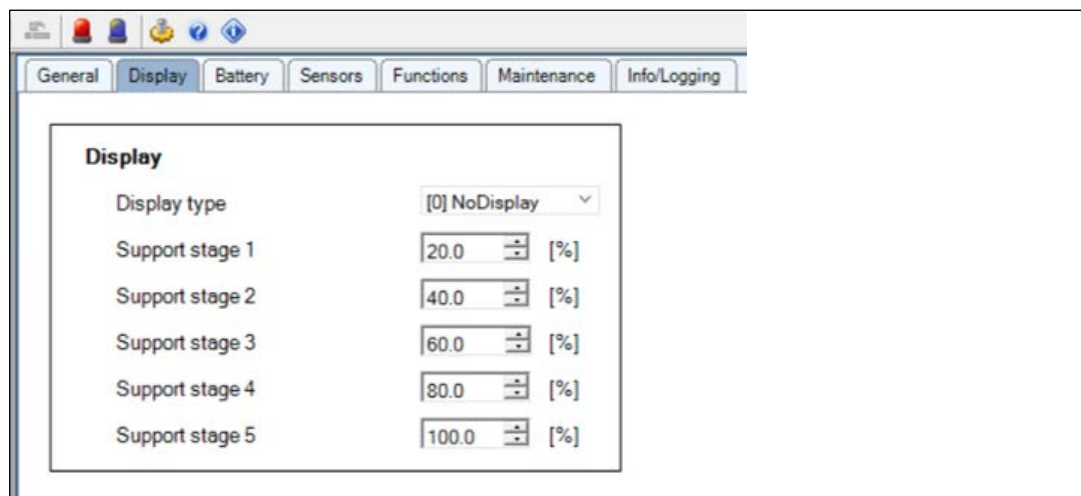 General Display Battery Sensors Functions Maintenance Info/Logging
Display
Display type [0] NoDisplay
Support stage 1 20.0 [%]
Support stage 2 40.0 [%]
Support stage 3 60.0 [%]
Support stage 4 80.0 [%]
Support stage 5 100.0 [%]